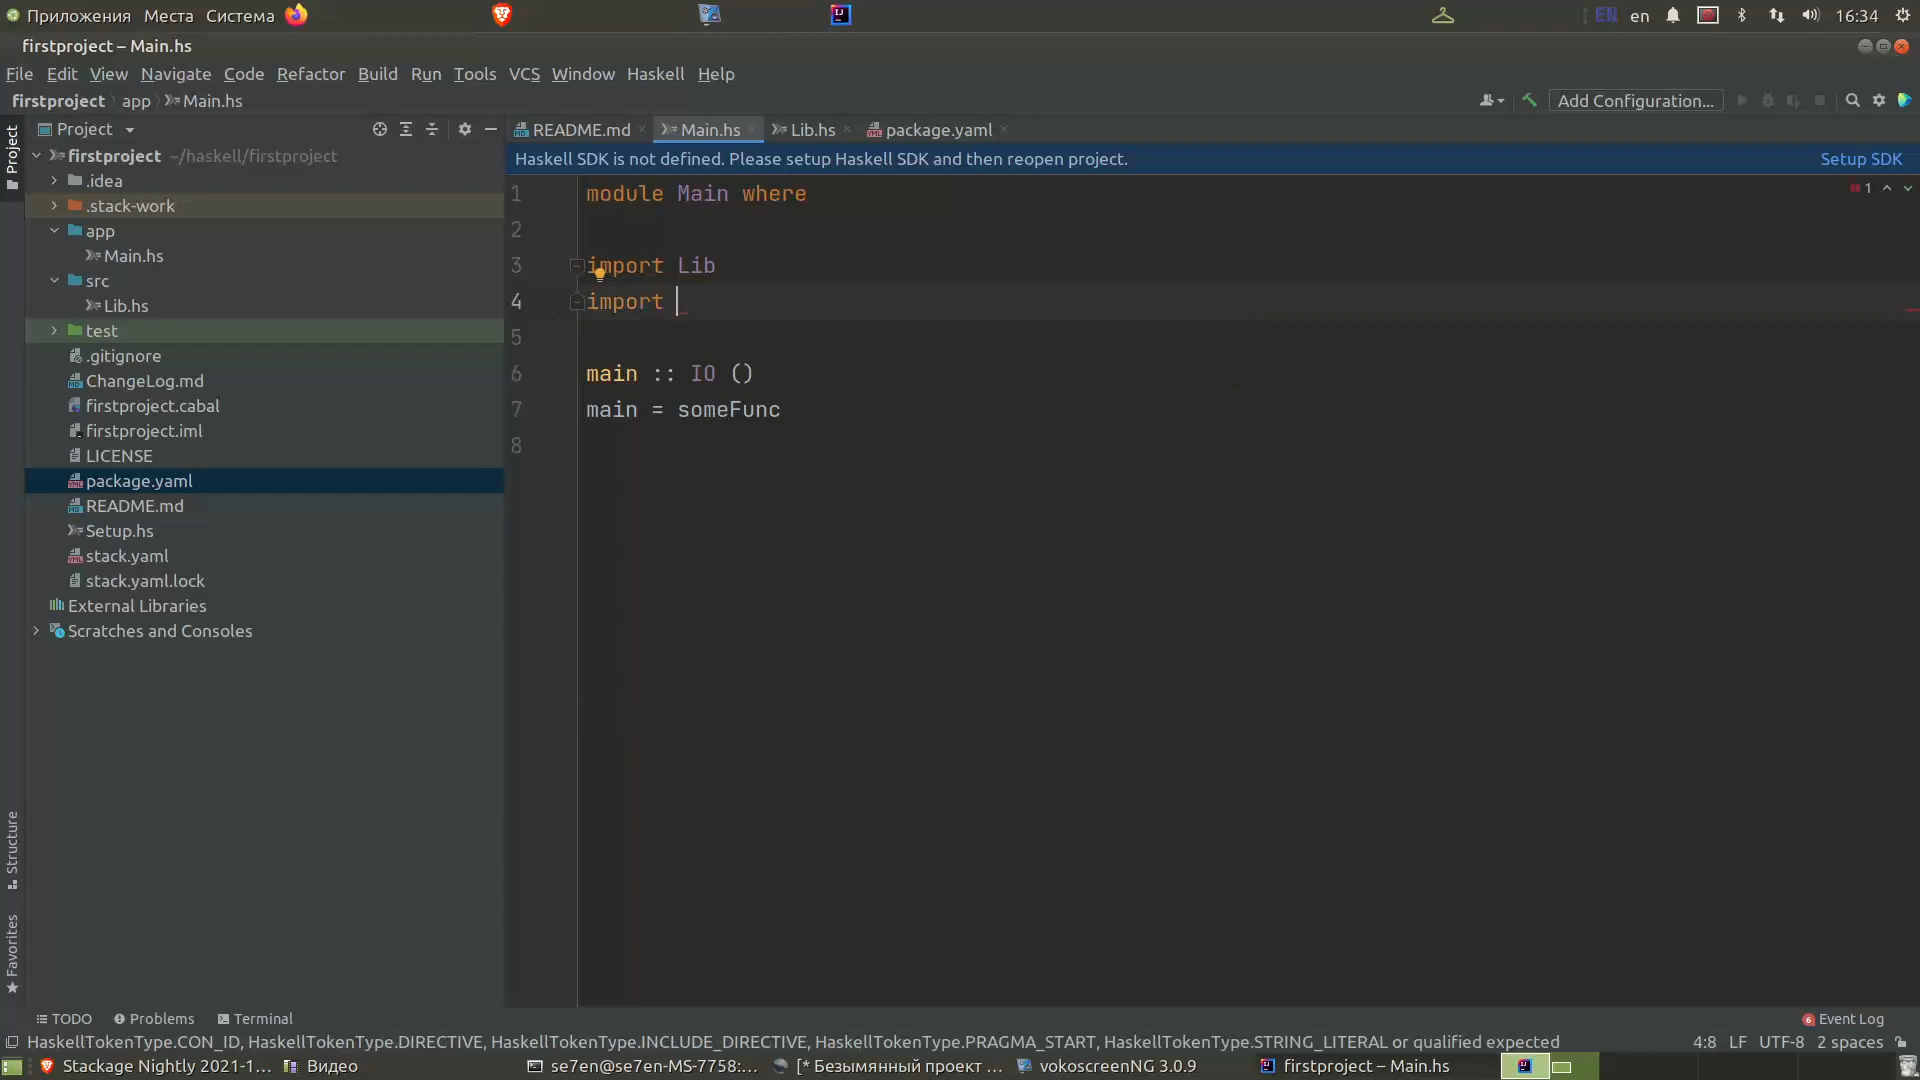 Приложения Места Система EN en 16:34
firstproject – Main.hs
File Edit View Navigate Code Refactor Build Run Tools VCS Window Haskell Help
firstproject app Main.hs Add Configuration...
Project
Project README.md Main.hs Lib.hs package.yaml
firstproject ~/haskell/firstproject
Haskell SDK is not defined. Please setup Haskell SDK and then reopen project. Setup SDK
.idea
.stack-work
app
Main.hs
src
Lib.hs
test
.gitignore
ChangeLog.md
firstproject.cabal
firstproject.iml
LICENSE
package.yaml
README.md
Setup.hs
stack.yaml
stack.yaml.lock
External Libraries
Scratches and Consoles
1 module Main where
2
3 import Lib
4 import
5
6 main :: IO ()
7 main = someFunc
8
1
Structure
Favorites
TODO Problems Terminal 6 Event Log
HaskellTokenType.CON_ID, HaskellTokenType.DIRECTIVE, HaskellTokenType.INCLUDE_DIRECTIVE, HaskellTokenType.PRAGMA_START, HaskellTokenType.STRING_LITERAL or qualified expected 4:8 LF UTF-8 2 spaces
Stackage Nightly 2021-1... Видео se7en@se7en-MS-7758:... [* Безымянный проект ... vokoscreenNG 3.0.9 firstproject – Main.hs